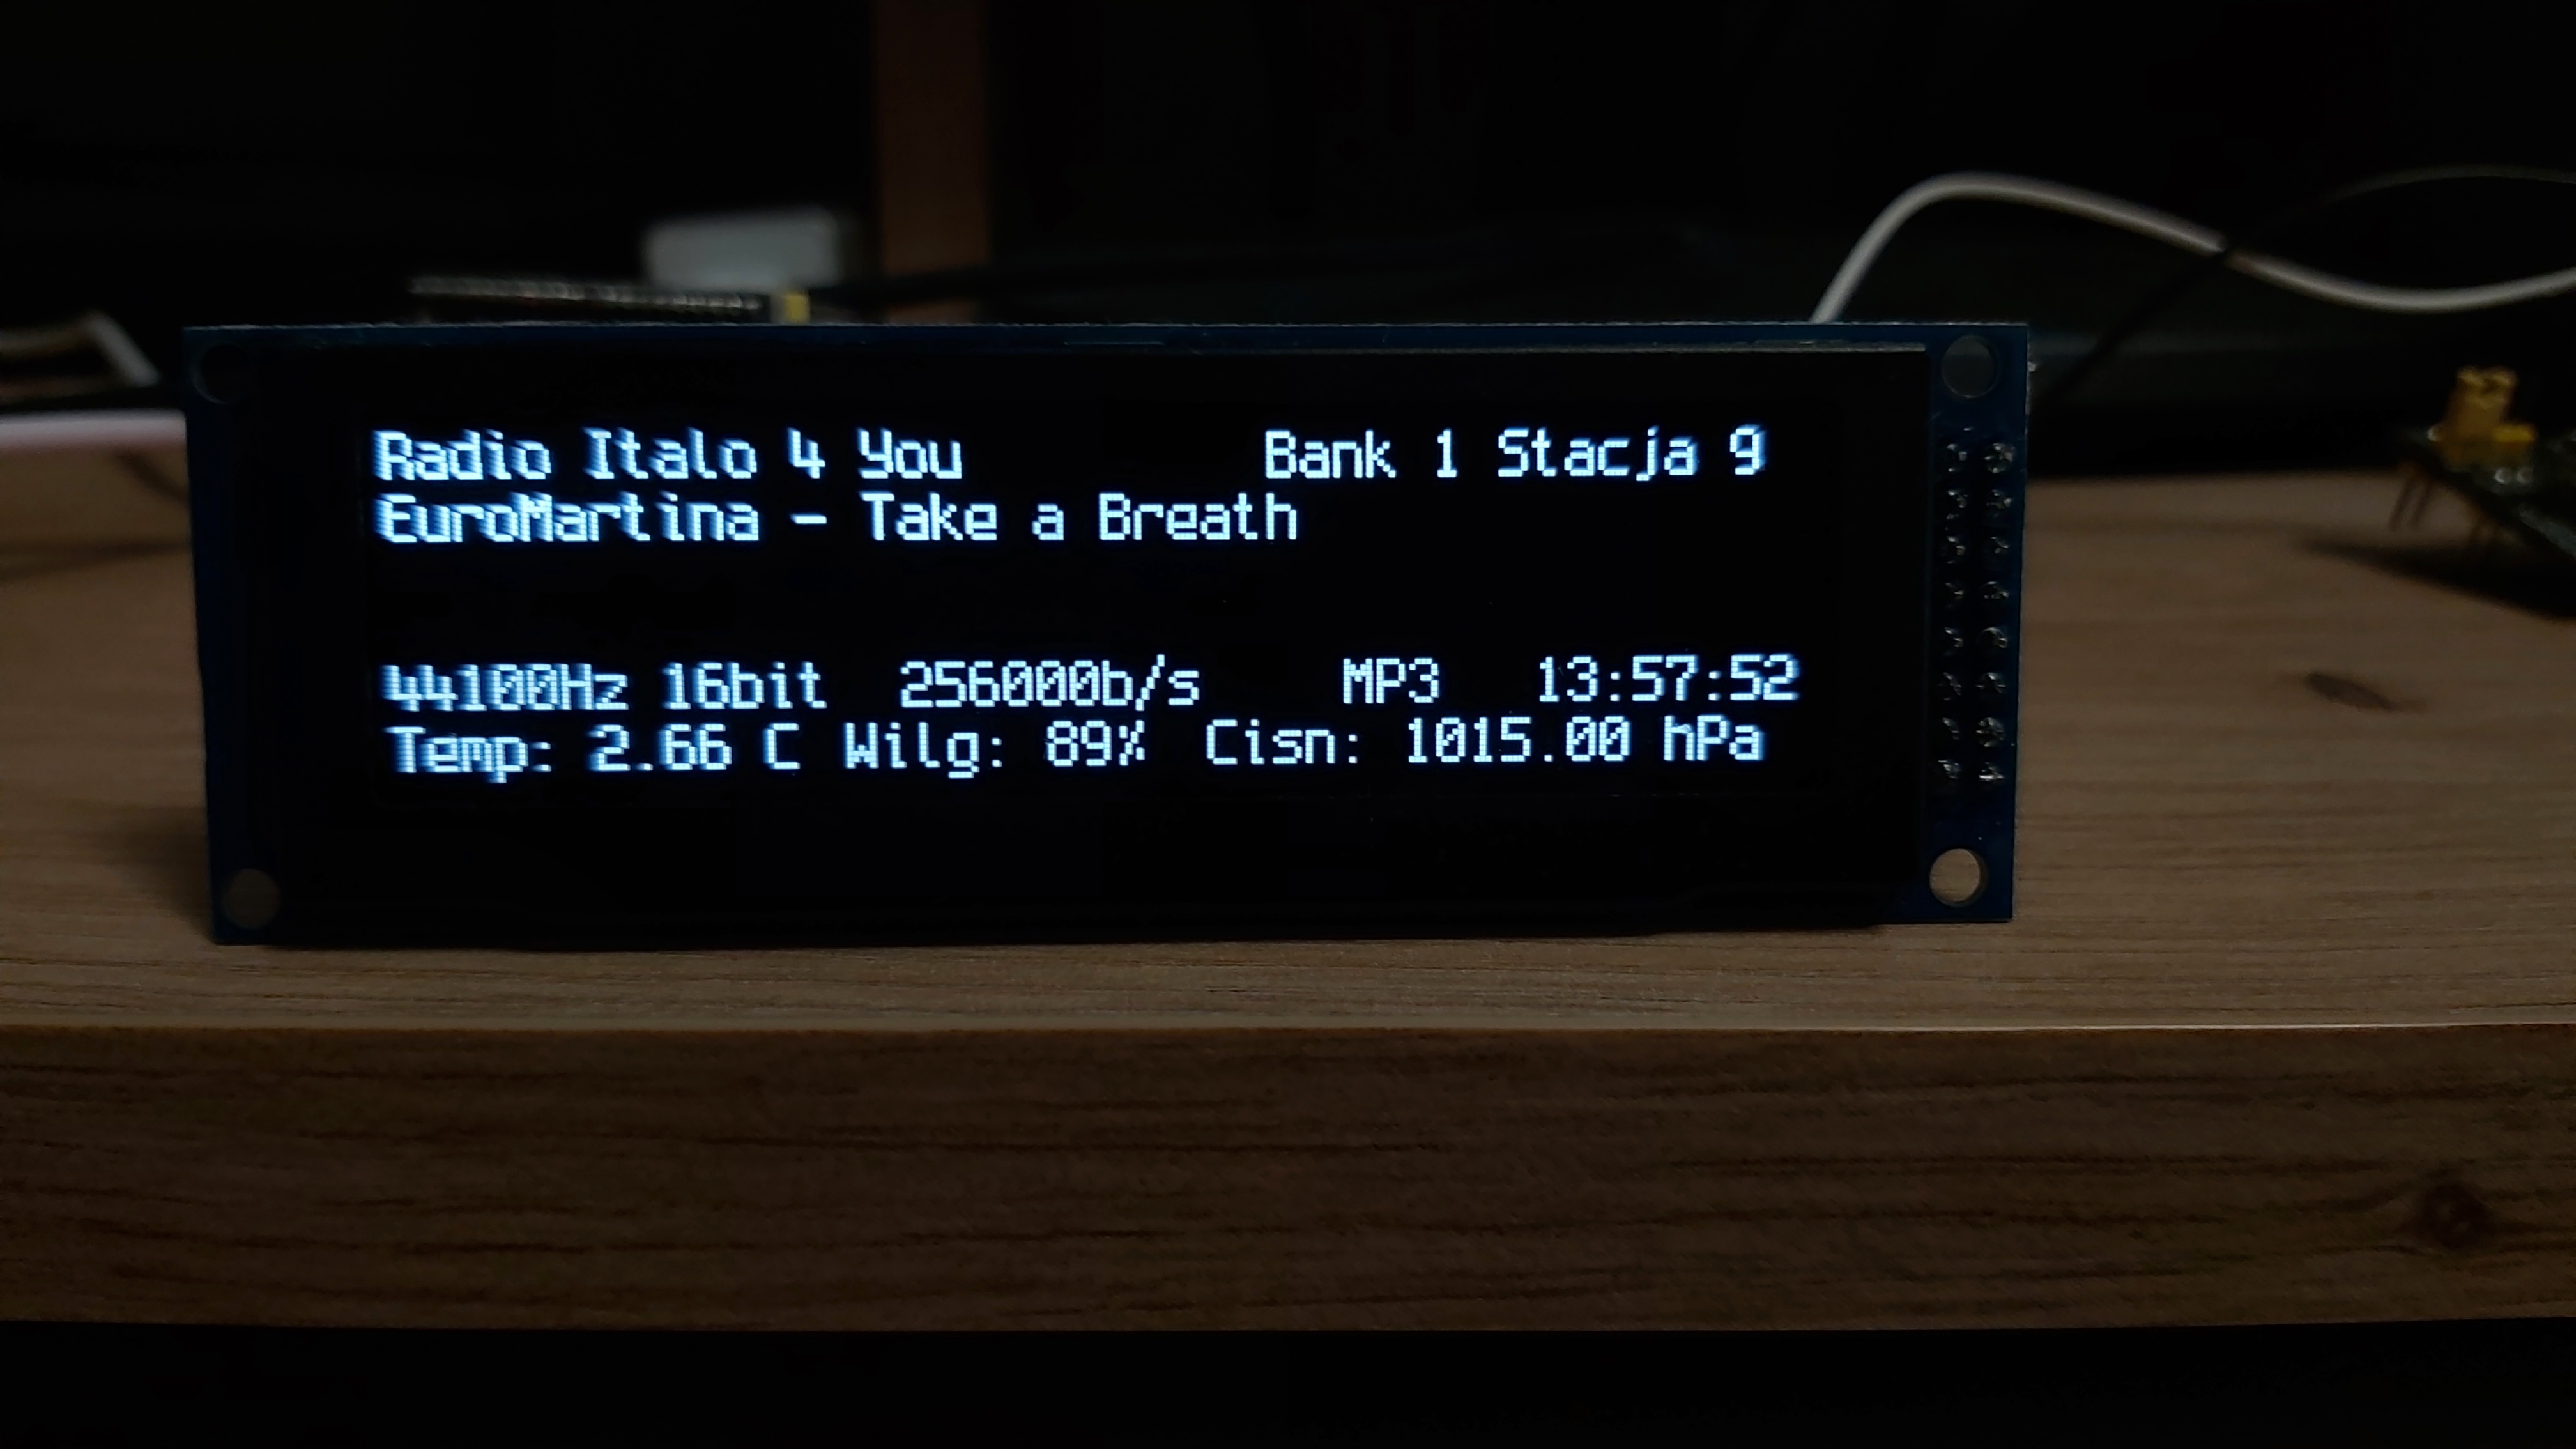 Radio Italo 4 You Bank 1 Stacja 9
EuroMartina - Take a Breath
44100Hz 16bit 256000b/s MP3 13:57:52
Temp: 2.66 C Wilg: 89% Cisn: 1015.00 hPa